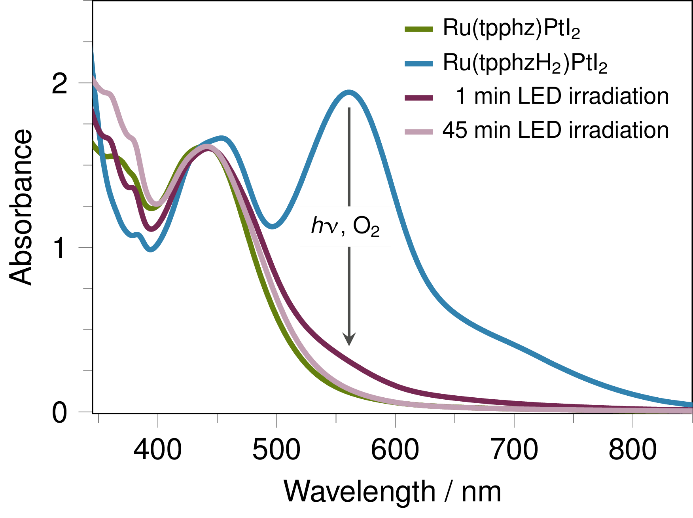 Ru(tpphz)PtI₂
Ru(tpphzH₂)PtI₂
1 min LED irradiation
45 min LED irradiation
2
1
0
Absorbance
hν, O₂
400 500 600 700 800
Wavelength / nm